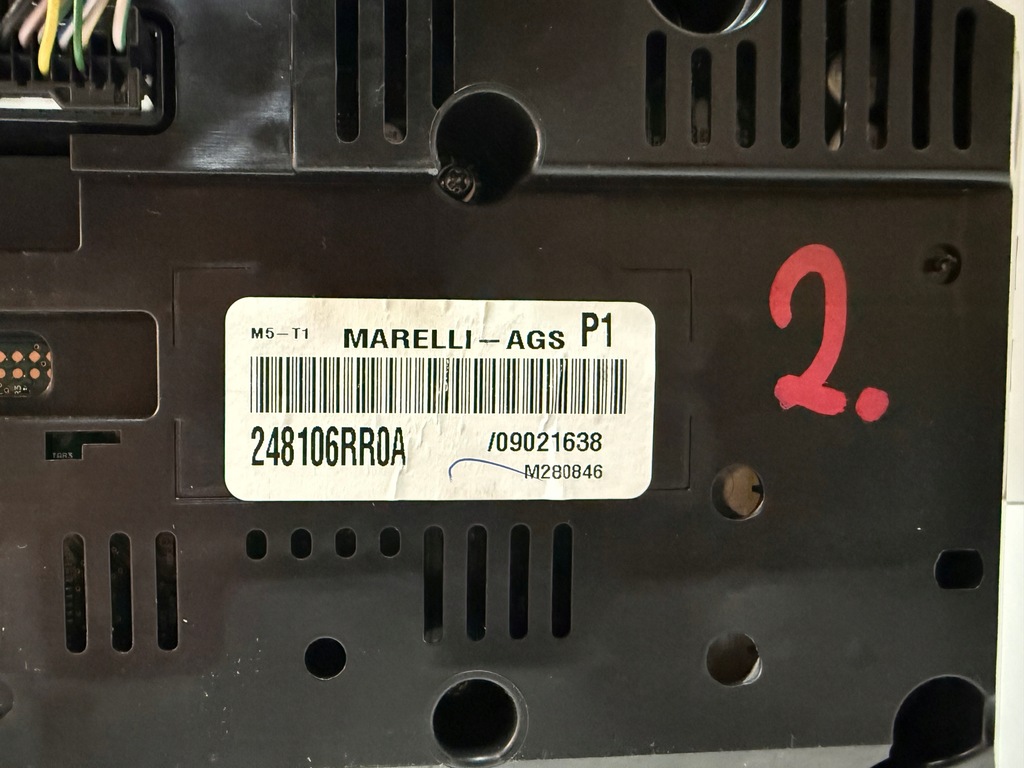 M5-T1 MARELLI-AGS P1
248106RR0A /09021638
M280846
2.